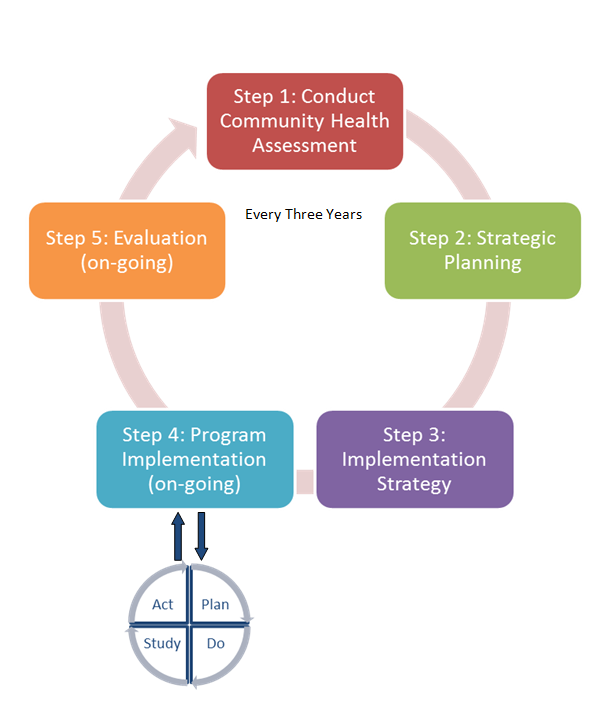 Step 1: Conduct
Community Health
Assessment
Every Three Years
Step 2: Strategic
Planning
Step 3:
Implementation
Strategy
Step 4: Program
Implementation
(on-going)
Step 5: Evaluation
(on-going)
Act
Plan
Study
Do